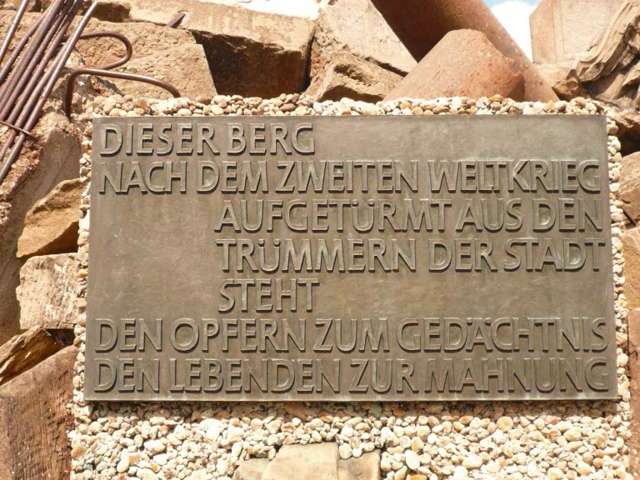 DIESER BERG
NACH DEM ZWEITEN WELTKRIEG
AUFGETÜRMT AUS DEN
TRÜMMERN DER STADT
STEHT
DEN OPFERN ZUM GEDÄCHTNIS
DEN LEBENDEN ZUR MAHNUNG